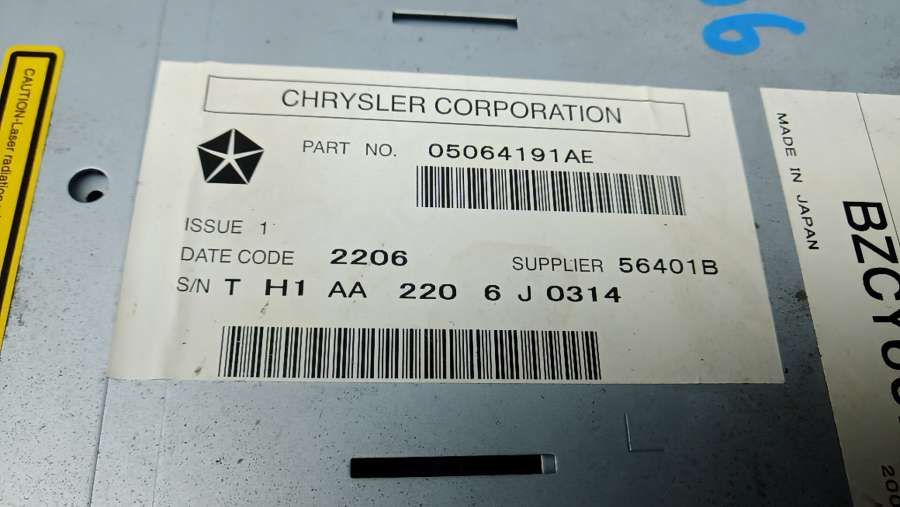 CAUTION-Laser radiation
CHRYSLER CORPORATION
PART NO. 05064191AE
ISSUE 1
DATE CODE 2206
SUPPLIER 56401B
S/N T H1 AA 220 6 J 0314
MADE IN JAPAN